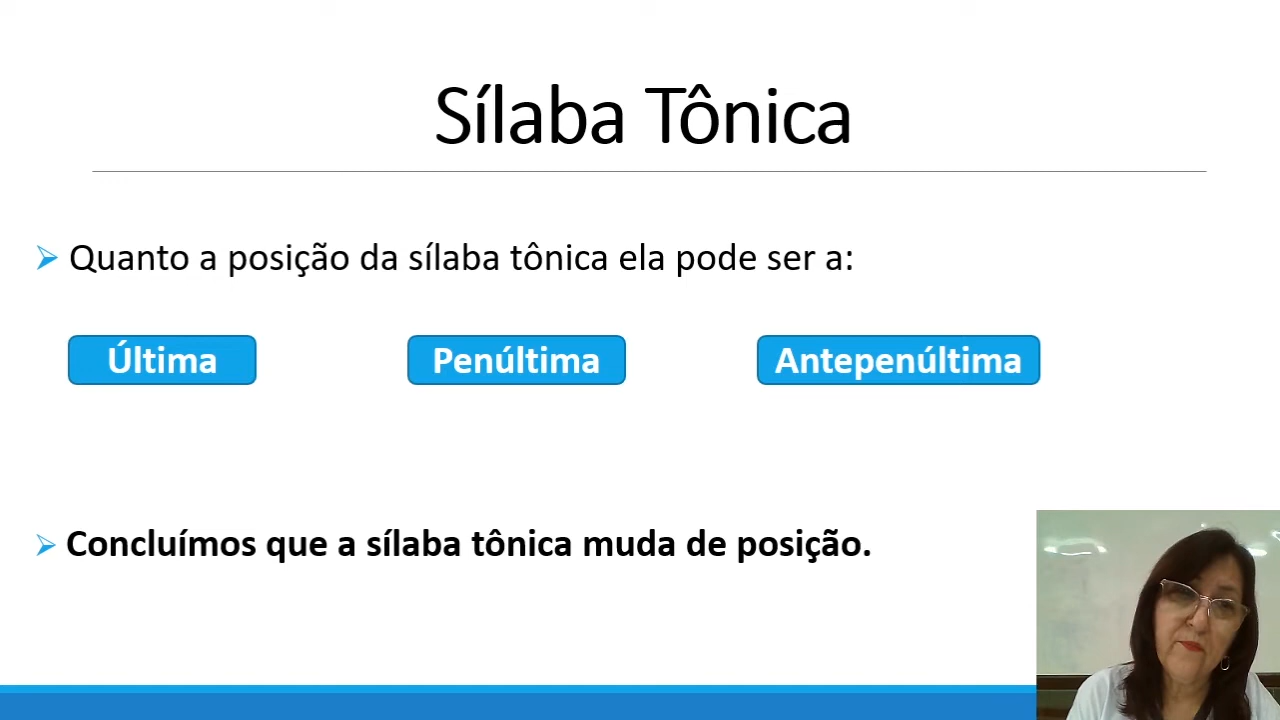 Sílaba Tônica
Quanto a posição da sílaba tônica ela pode ser a:
Última Penúltima Antepenúltima
Concluímos que a sílaba tônica muda de posição.